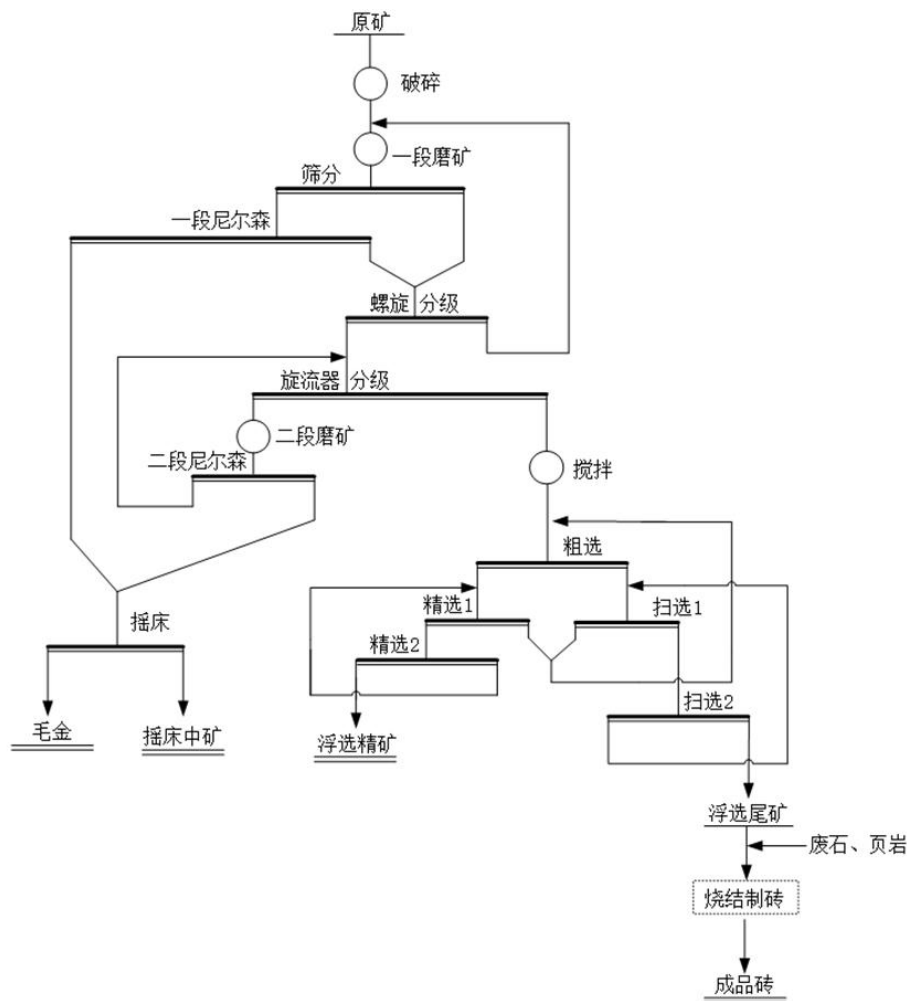 原矿
破碎
一段磨矿
筛分
一段尼尔森
螺旋 分级
旋流器 分级
二段磨矿
二段尼尔森
搅拌
粗选
精选1
扫选1
摇床
精选2
扫选2
毛金
摇床中矿
浮选精矿
浮选尾矿
废石、页岩
烧结制砖
成品砖